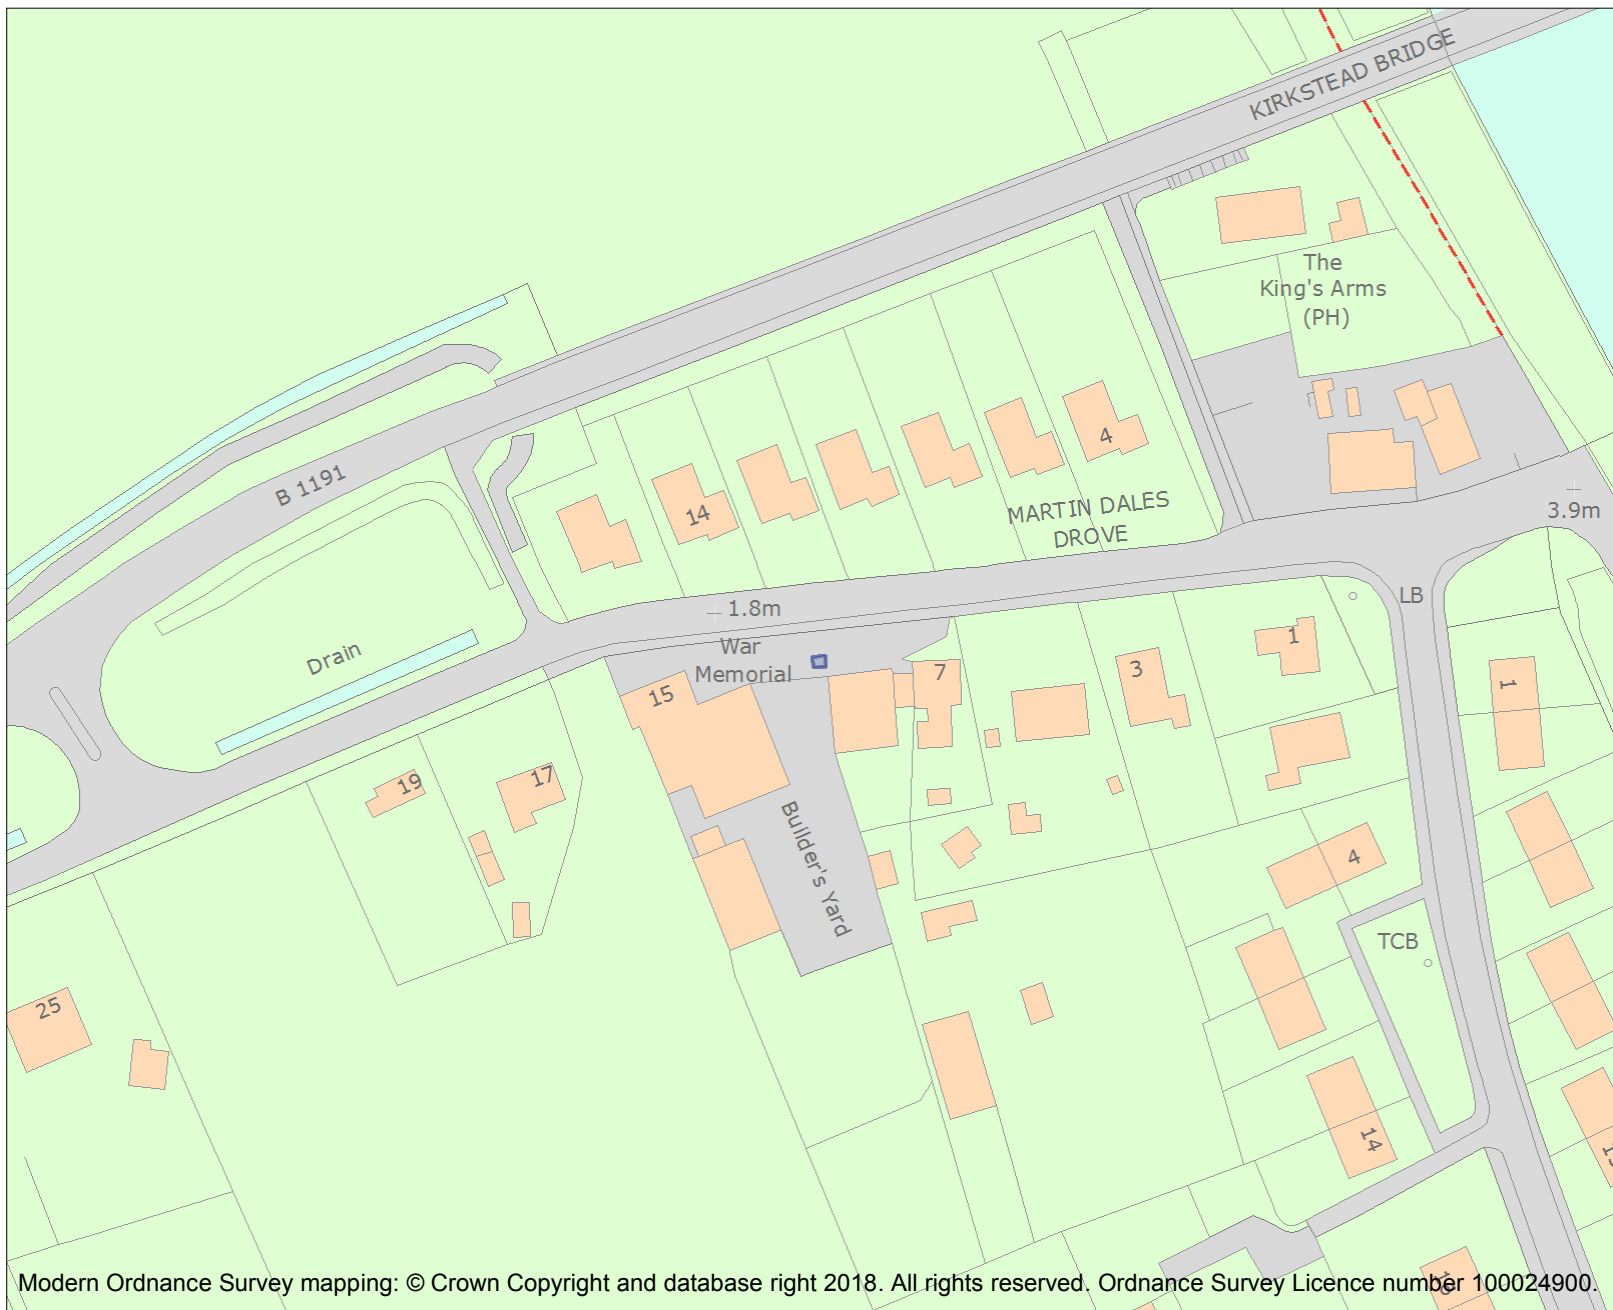 KIRKSTEAD BRIDGE
The
King's Arms
(PH)
B 1191
4
14
MARTIN DALES
DROVE
3.9m
1.8m
LB
War
Memorial
Drain
15
7
3
1
1
19
17
Builder's Yard
4
TCB
25
14
Modern Ordnance Survey mapping: © Crown Copyright and database right 2018. All rights reserved. Ordnance Survey Licence number 100024900.